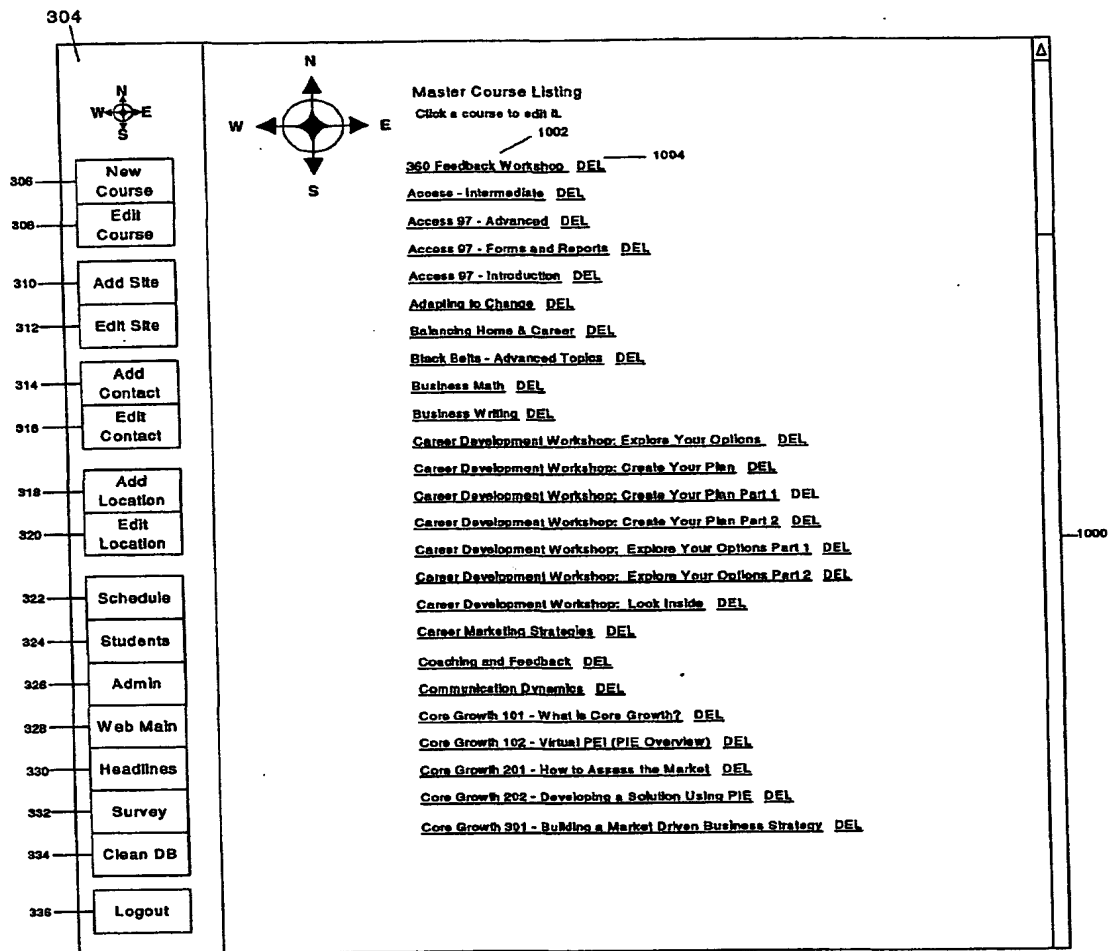 304
N
W E
S
306 New Course
308 Edit Course
310 Add Site
312 Edit Site
314 Add Contact
316 Edit Contact
318 Add Location
320 Edit Location
322 Schedule
324 Students
326 Admin
328 Web Main
330 Headlines
332 Survey
334 Clean DB
336 Logout
N
W E
S
Master Course Listing
Click a course to edit it.
1002
360 Feedback Workshop DEL 1004
Access - Intermediate DEL
Access 97 - Advanced DEL
Access 97 - Forms and Reports DEL
Access 97 - Introduction DEL
Adapting to Change DEL
Balancing Home & Career DEL
Black Belts - Advanced Topics DEL
Business Math DEL
Business Writing DEL
Career Development Workshop: Explore Your Options DEL
Career Development Workshop: Create Your Plan DEL
Career Development Workshop: Create Your Plan Part 1 DEL
Career Development Workshop: Create Your Plan Part 2 DEL
Career Development Workshop: Explore Your Options Part 1 DEL
Career Development Workshop: Explore Your Options Part 2 DEL
Career Development Workshop: Look Inside DEL
Career Marketing Strategies DEL
Coaching and Feedback DEL
Communication Dynamics DEL
Core Growth 101 - What is Core Growth? DEL
Core Growth 102 - Virtual PEI (PIE Overview) DEL
Core Growth 201 - How to Assess the Market DEL
Core Growth 202 - Developing a Solution Using PIE DEL
Core Growth 301 - Building a Market Driven Business Strategy DEL
1000